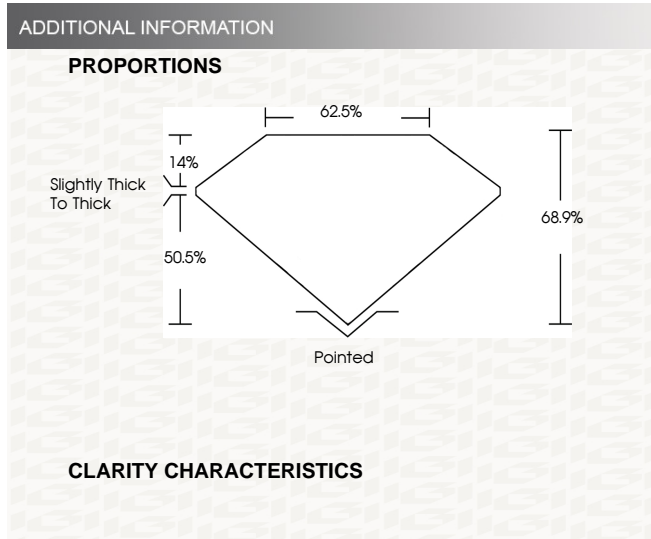 ADDITIONAL INFORMATION
PROPORTIONS
62.5%
14%
Slightly Thick
To Thick
68.9%
50.5%
Pointed
CLARITY CHARACTERISTICS